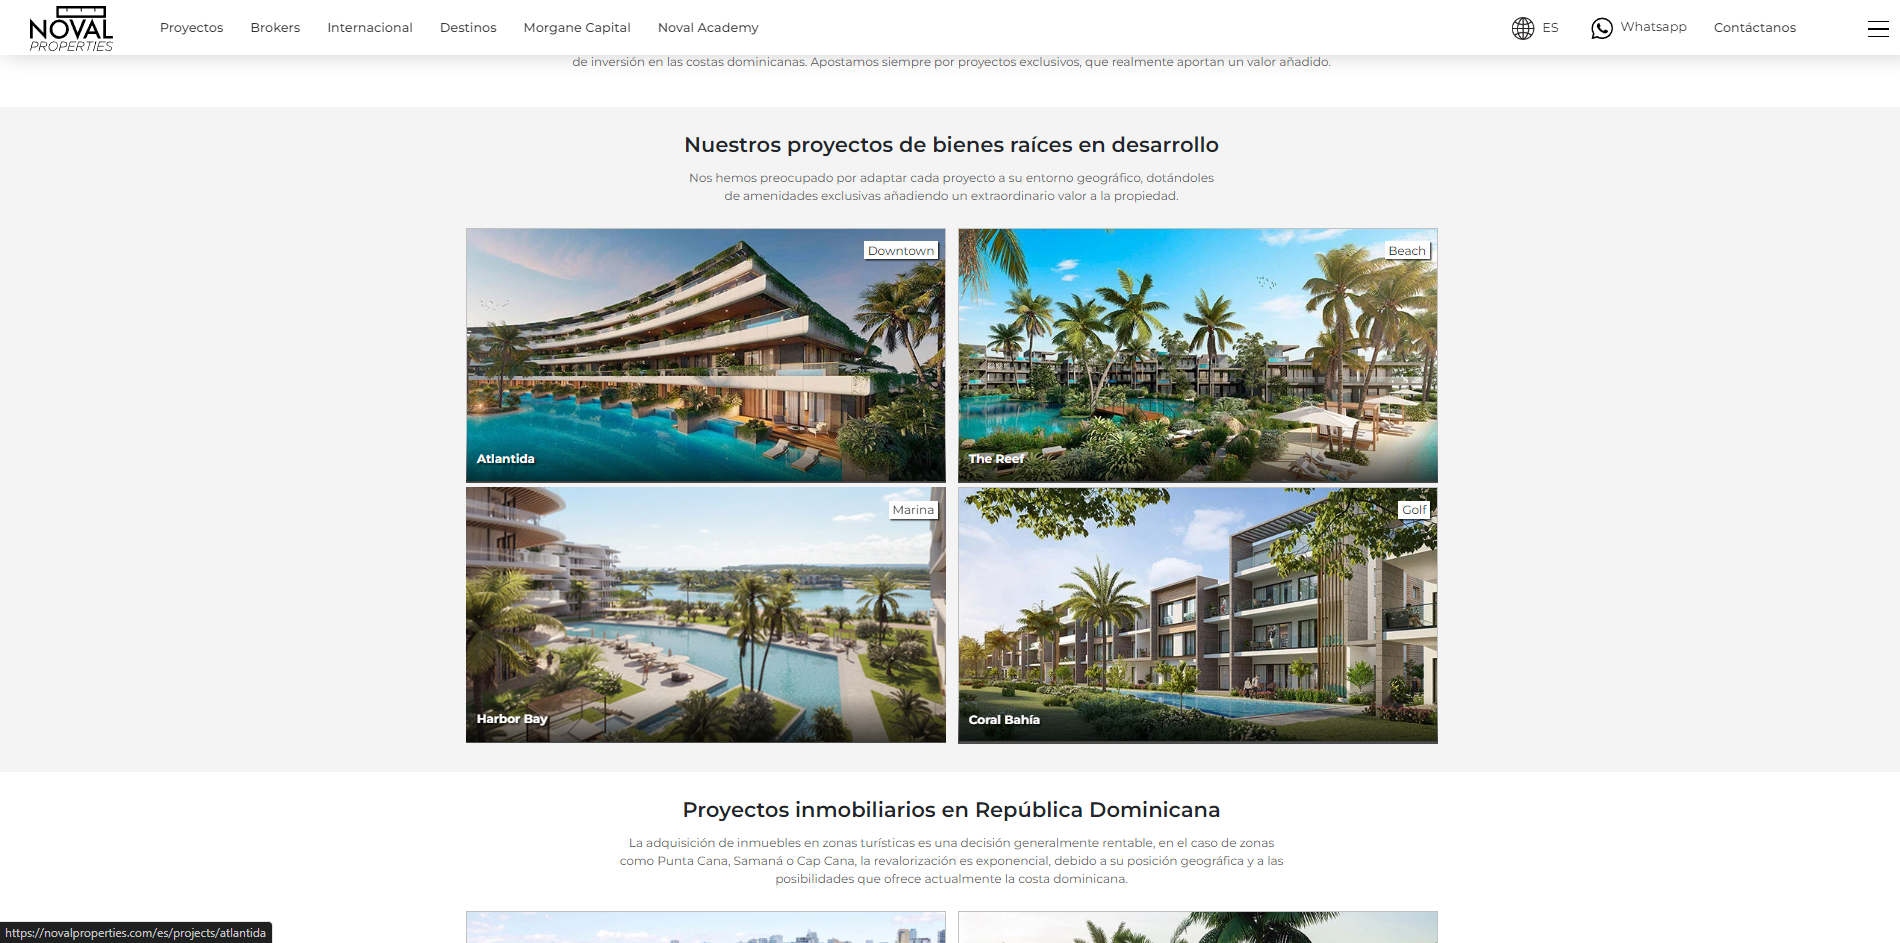 NOVAL
PROPERTIES
Proyectos
Brokers
Internacional
Destinos
Morgane Capital
Noval Academy
ES
Whatsapp
Contáctanos
de inversión en las costas dominicanas. Apostamos siempre por proyectos exclusivos, que realmente aportan un valor añadido.
Nuestros proyectos de bienes raíces en desarrollo
Nos hemos preocupado por adaptar cada proyecto a su entorno geográfico, dotándoles
de amenidades exclusivas añadiendo un extraordinario valor a la propiedad.
Downtown
Atlantida
Beach
The Reef
Marina
Harbor Bay
Golf
Coral Bahía
Proyectos inmobiliarios en República Dominicana
La adquisición de inmuebles en zonas turísticas es una decisión generalmente rentable, en el caso de zonas
como Punta Cana, Samaná o Cap Cana, la revalorización es exponencial, debido a su posición geográfica y a las
posibilidades que ofrece actualmente la costa dominicana.
https://novalproperties.com/es/projects/atlantida